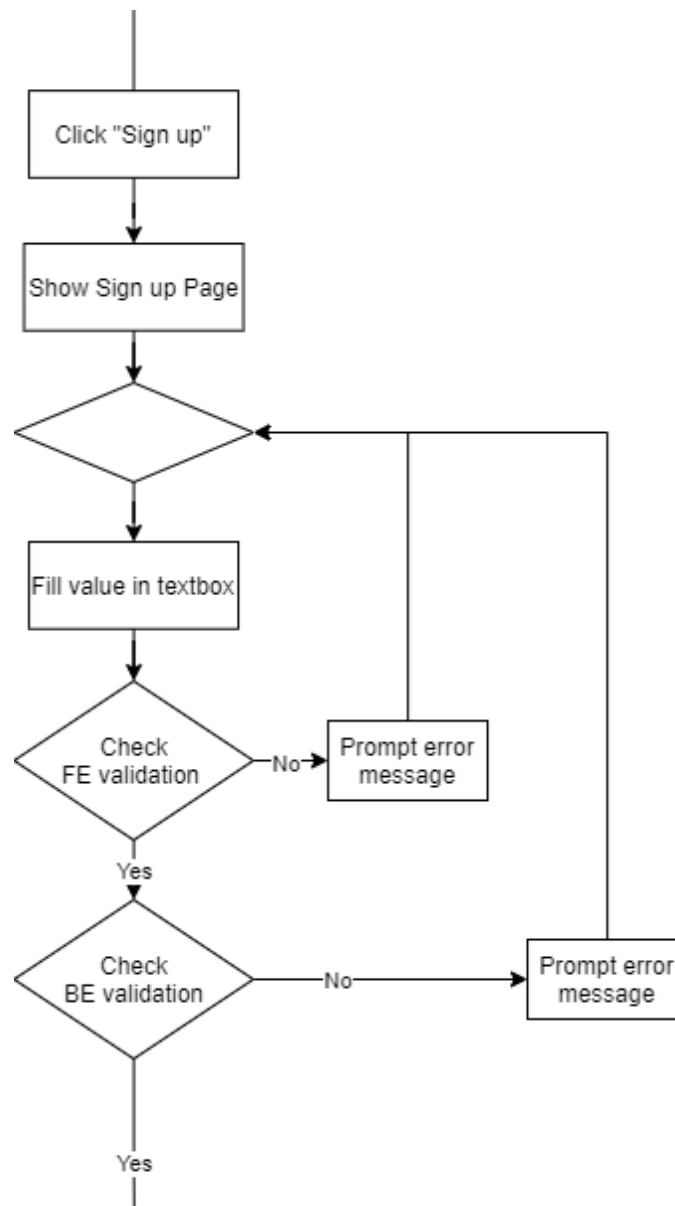 Click "Sign up"
Show Sign up Page
Fill value in textbox
Check
FE validation
No
Prompt error
message
Yes
Check
BE validation
No
Prompt error
message
Yes